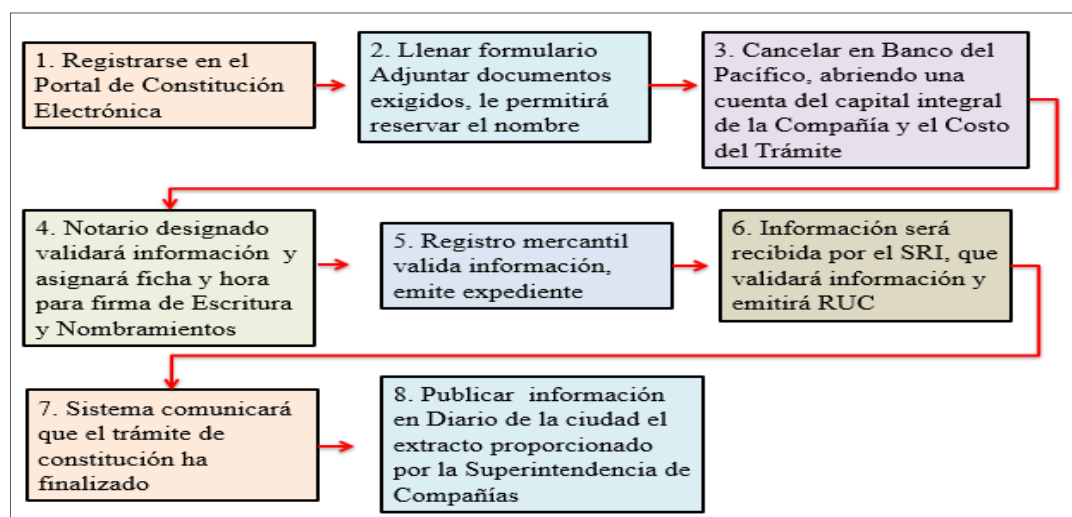 1. Registrarse en el
Portal de Constitución
Electrónica
2. Llenar formulario
Adjuntar documentos
exigidos, le permitirá
reservar el nombre
3. Cancelar en Banco del
Pacífico, abriendo una
cuenta del capital integral
de la Compañía y el Costo
del Trámite
4. Notario designado
validará información y
asignará ficha y hora
para firma de Escritura
y Nombramientos
5. Registro mercantil
valida información,
emite expediente
6. Información será
recibida por el SRI, que
validará información y
emitirá RUC
7. Sistema comunicará
que el trámite de
constitución ha
finalizado
8. Publicar información
en Diario de la ciudad el
extracto proporcionado
por la Superintendencia de
Compañías